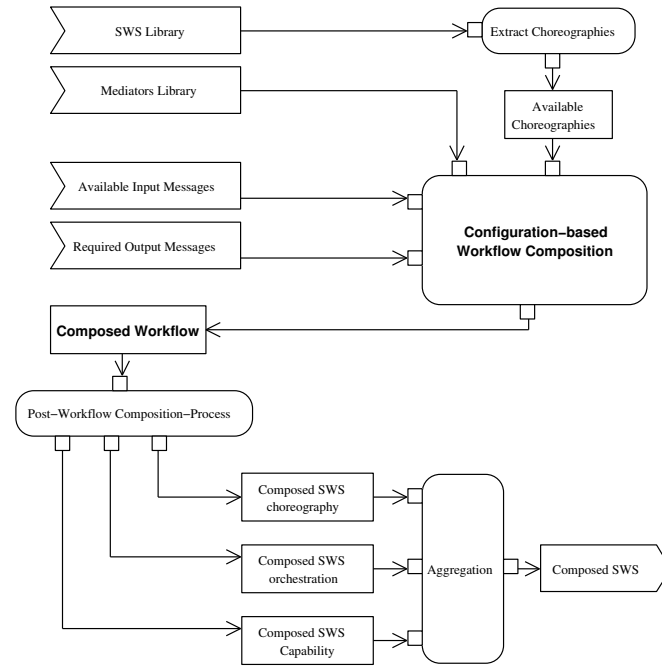 SWS Library
Extract Choreographies
Mediators Library
Available
Choreographies
Available Input Messages
Required Output Messages
Configuration−based
Workflow Composition
Composed Workflow
Post−Workflow Composition−Process
Composed SWS
choreography
Composed SWS
orchestration
Composed SWS
Capability
Aggregation
Composed SWS